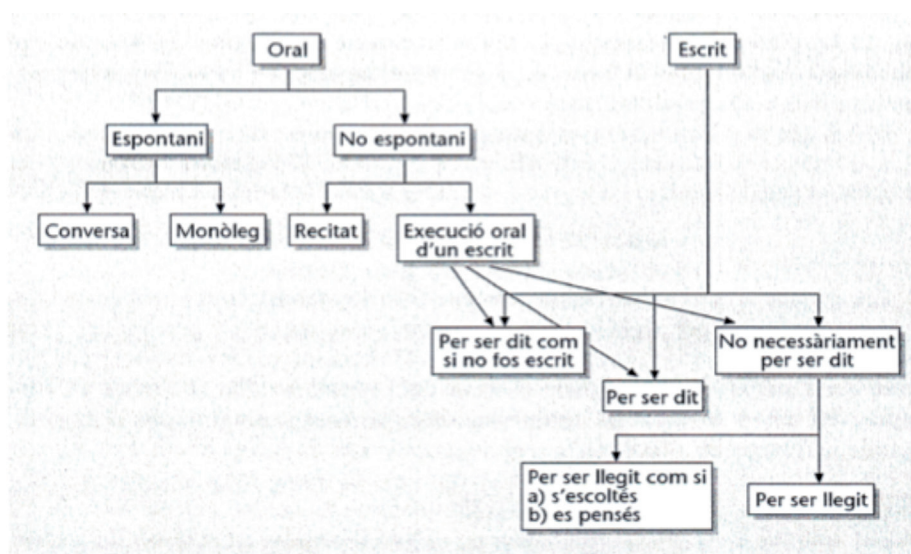 Oral
Escrit
Espontani
No espontani
Conversa
Monòleg
Recitat
Execució oral
d'un escrit
Per ser dit com
si no fos escrit
No necessàriament
per ser dit
Per ser dit
Per ser llegit com si
a) s'escoltés
b) es pensés
Per ser llegit